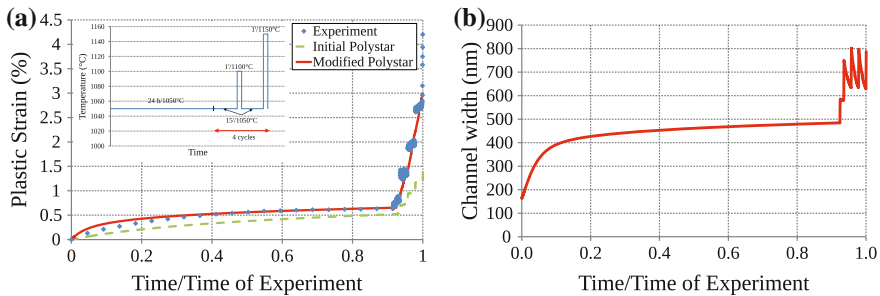 (a)
Plastic Strain (%)
4.5
4
3.5
3
2.5
2
1.5
1
0.5
0
0
0.2
0.4
0.6
0.8
1
Time/Time of Experiment
Experiment
Initial Polystar
Modified Polystar
Temperature (°C)
1160
1140
1120
1100
1080
1060
1040
1020
1000
Time
24 h/1050°C
1'/1100°C
1'/1150°C
15'/1050°C
4 cycles
(b)
Channel width (nm)
900
800
700
600
500
400
300
200
100
0
0.0
0.2
0.4
0.6
0.8
1.0
Time/Time of Experiment